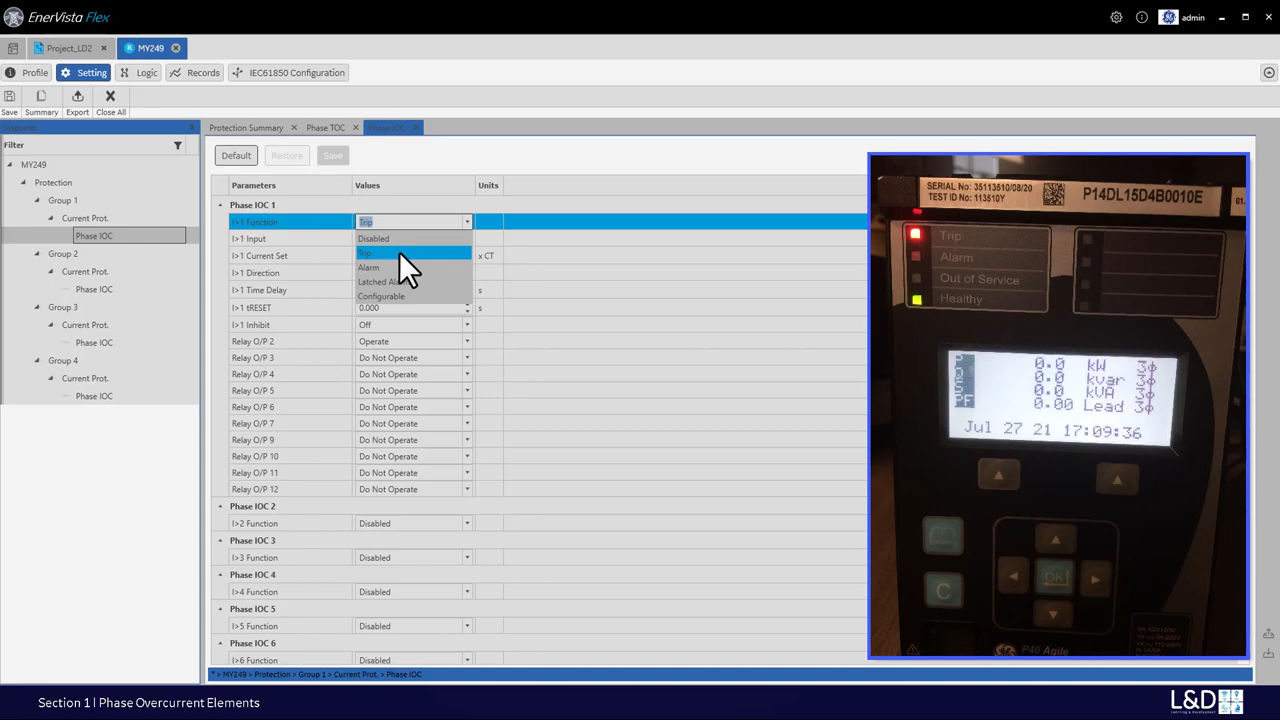 EnerVista Flex
admin
Project_LD2
MY249
Profile
Setting
Logic
Records
IEC61850 Configuration
Save
Summary
Export
Close All
Setpoints
Filter
MY249
Protection
Group 1
Current Prot.
Phase IOC
Group 2
Current Prot.
Phase IOC
Group 3
Current Prot.
Phase IOC
Group 4
Current Prot.
Phase IOC
Protection Summary
Phase TOC
Phase IOC
Default
Restore
Save
Parameters Values Units
Phase IOC 1
I>1 Function Trip
I>1 Input
I>1 Current Set x CT
I>1 Direction
I>1 Time Delay s
I>1 tRESET 0.000 s
I>1 Inhibit Off
Disabled
Trip
Alarm
Latched
Configurable
Relay O/P 2 Operate
Relay O/P 3 Do Not Operate
Relay O/P 4 Do Not Operate
Relay O/P 5 Do Not Operate
Relay O/P 6 Do Not Operate
Relay O/P 7 Do Not Operate
Relay O/P 9 Do Not Operate
Relay O/P 10 Do Not Operate
Relay O/P 11 Do Not Operate
Relay O/P 12 Do Not Operate
Phase IOC 2
I>2 Function Disabled
Phase IOC 3
I>3 Function Disabled
Phase IOC 4
I>4 Function Disabled
Phase IOC 5
I>5 Function Disabled
Phase IOC 6
I>6 Function Disabled
* > MY249 > Protection > Group 1 > Current Prot. > Phase IOC
SERIAL No: 35113510/08/20
TEST ID No: 113510Y
P14DL15D4B0010E
Trip
Alarm
Out of Service
Healthy
P 0.0 kW 3ϕ
Q 0.0 kvar 3ϕ
S 0.0 kVA 3ϕ
PF 0.00 Lead 3ϕ
Jul 27 21 17:09:36
OK
C
P40 Agile
Section 1 | Phase Overcurrent Elements
L&D
Learning & Development